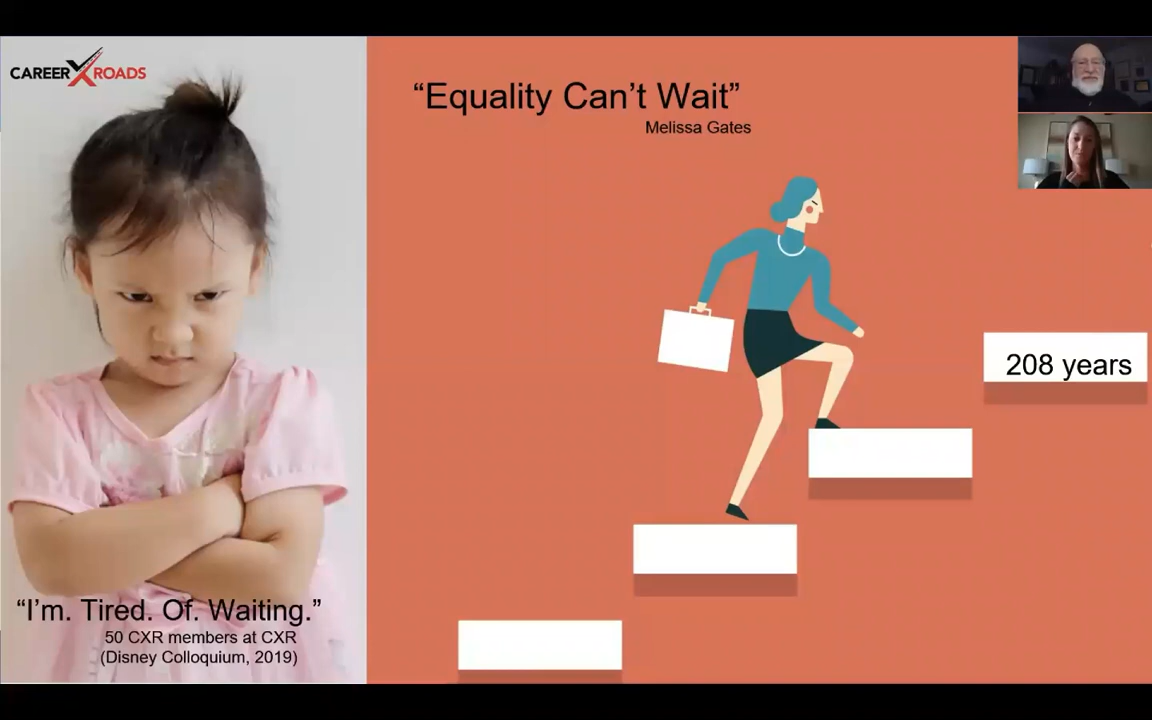 CAREER X ROADS
“Equality Can’t Wait”
Melissa Gates
208 years
“I’m. Tired. Of. Waiting.”
50 CXR members at CXR
(Disney Colloquium, 2019)